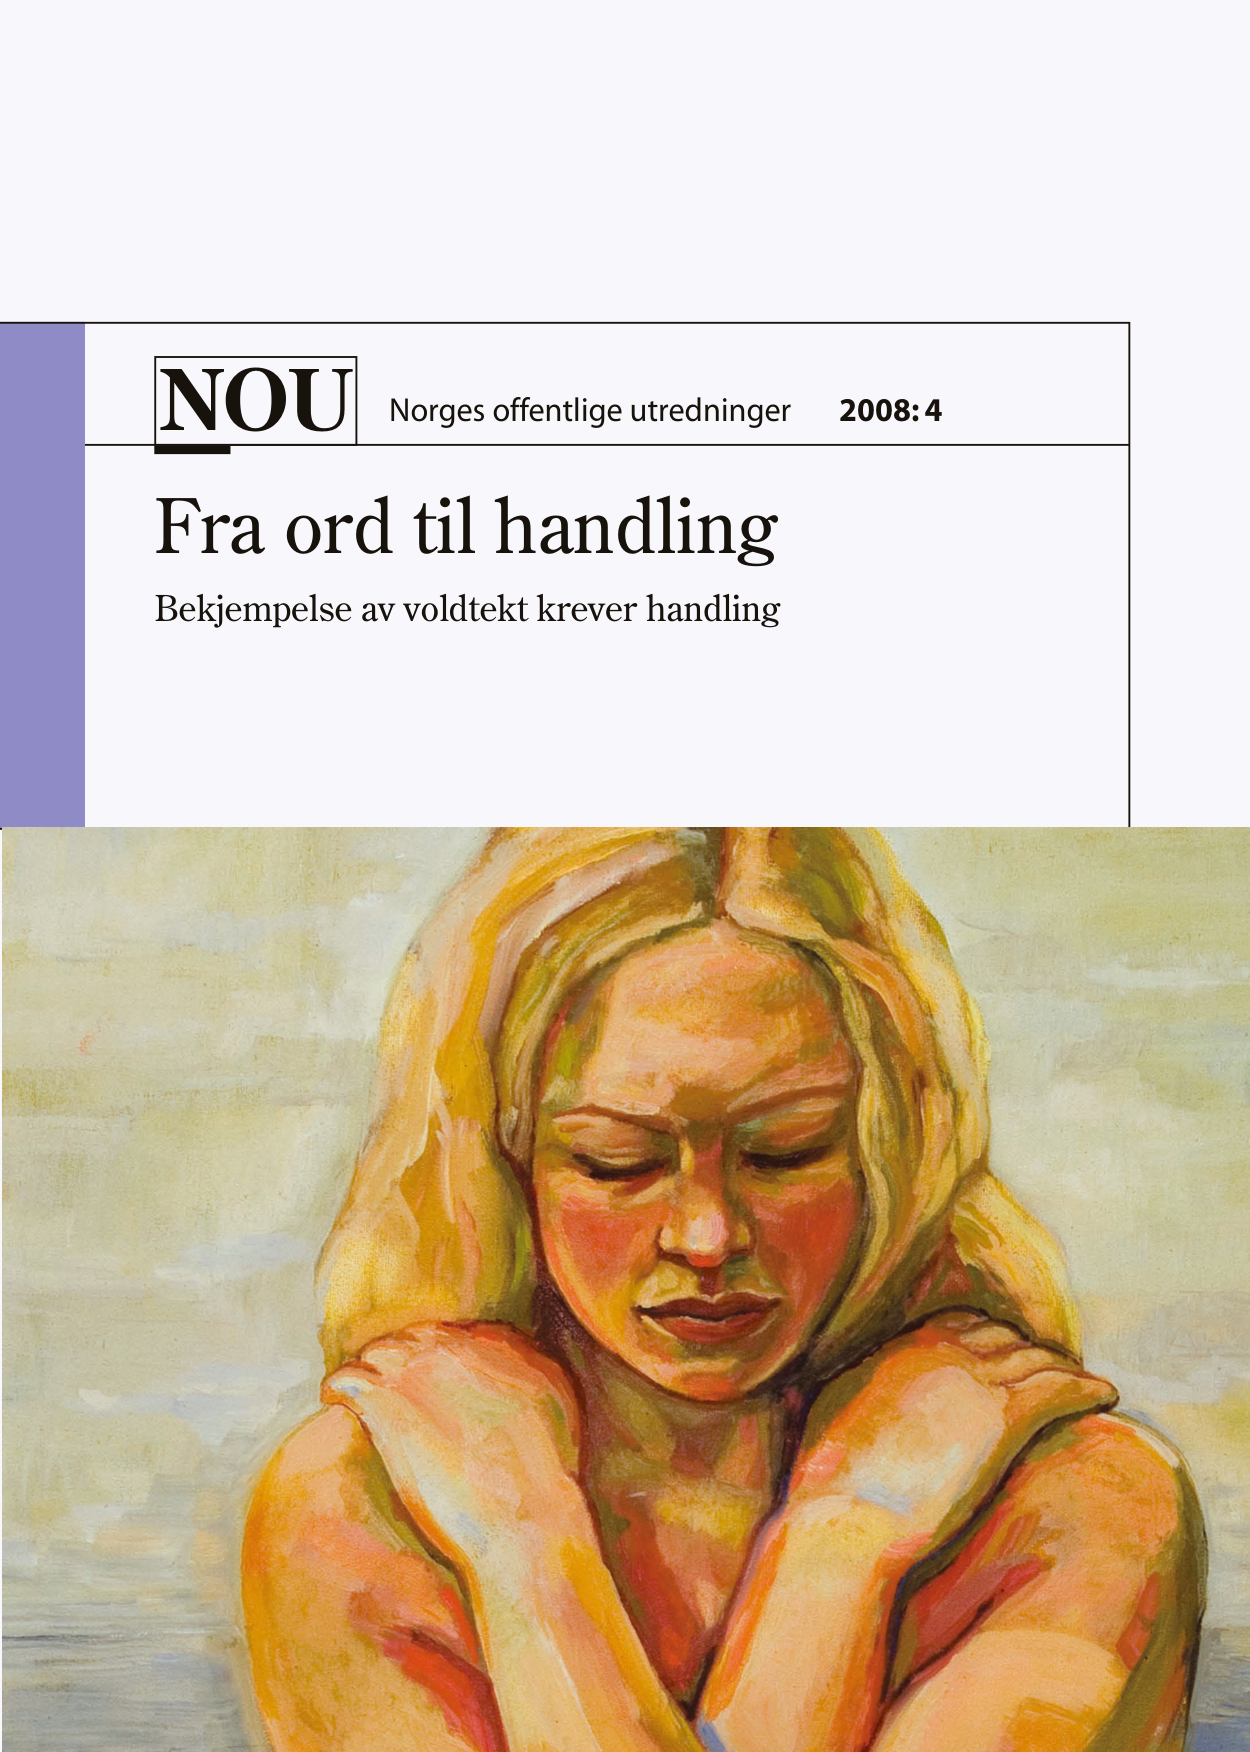 NOU Norges offentlige utredninger 2008: 4
Fra ord til handling
Bekjempelse av voldtekt krever handling